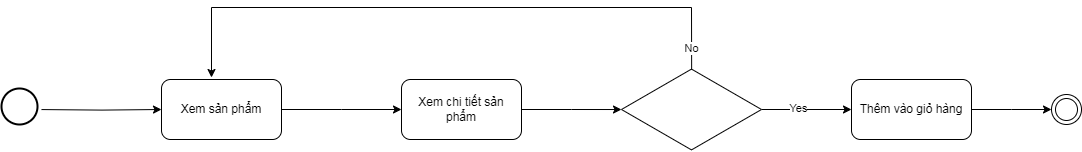 No
Xem sản phẩm
Xem chi tiết sản
phẩm
Yes
Thêm vào giỏ hàng